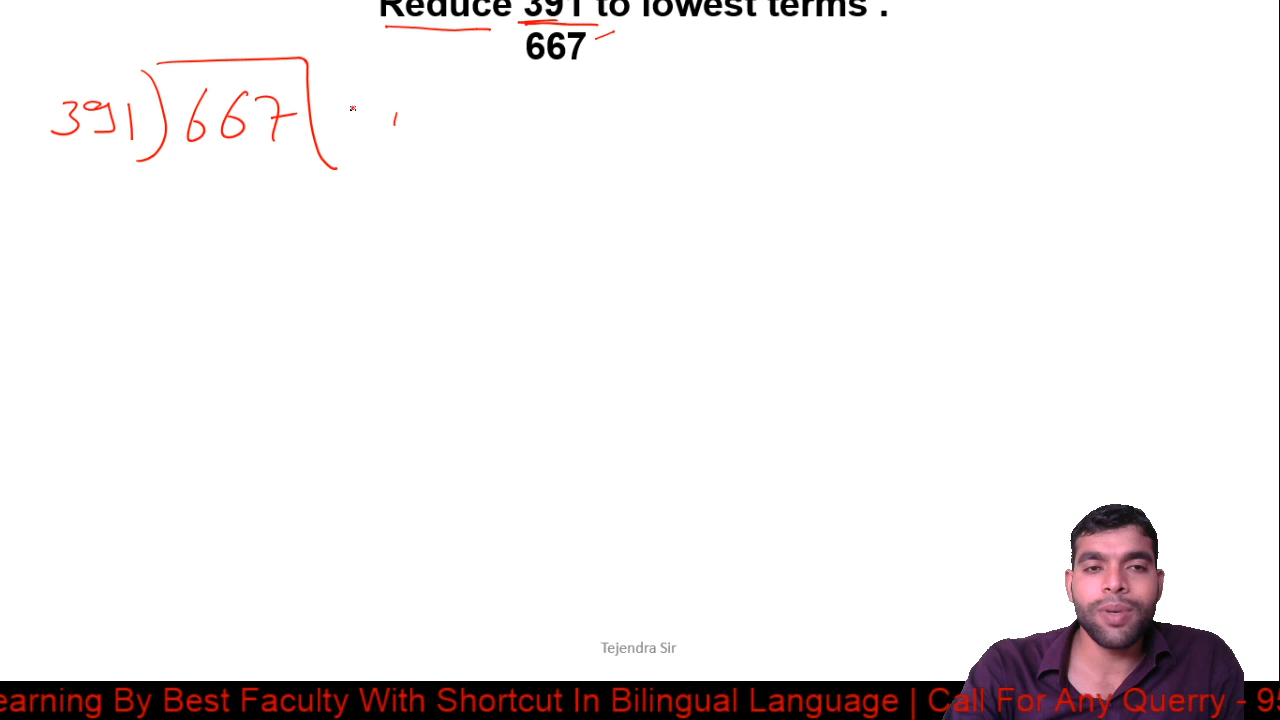 Reduce 391 to lowest terms .
667
391) 667 (
Tejendra Sir
earning By Best Faculty With Shortcut In Bilingual Language | Call For Any Querry - 9